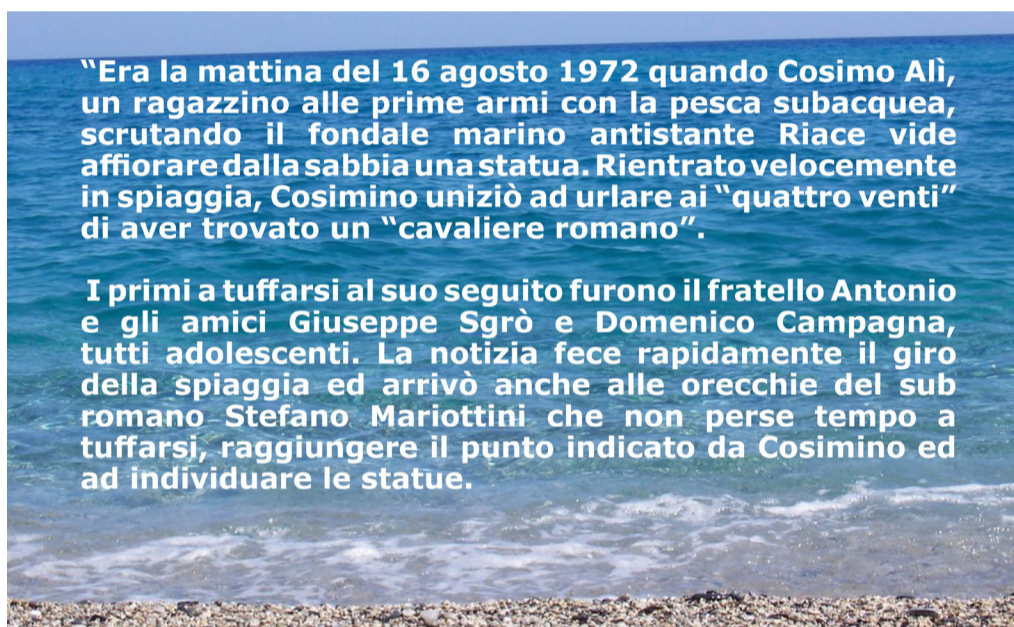 “Era la mattina del 16 agosto 1972 quando Cosimo Alì,
un ragazzino alle prime armi con la pesca subacquea,
scrutando il fondale marino antistante Riace vide
affiorare dalla sabbia una statua. Rientrato velocemente
in spiaggia, Cosimino uniziò ad urlare ai “quattro venti”
di aver trovato un “cavaliere romano”.
I primi a tuffarsi al suo seguito furono il fratello Antonio
e gli amici Giuseppe Sgrò e Domenico Campagna,
tutti adolescenti. La notizia fece rapidamente il giro
della spiaggia ed arrivò anche alle orecchie del sub
romano Stefano Mariottini che non perse tempo a
tuffarsi, raggiungere il punto indicato da Cosimino ed
ad individuare le statue.